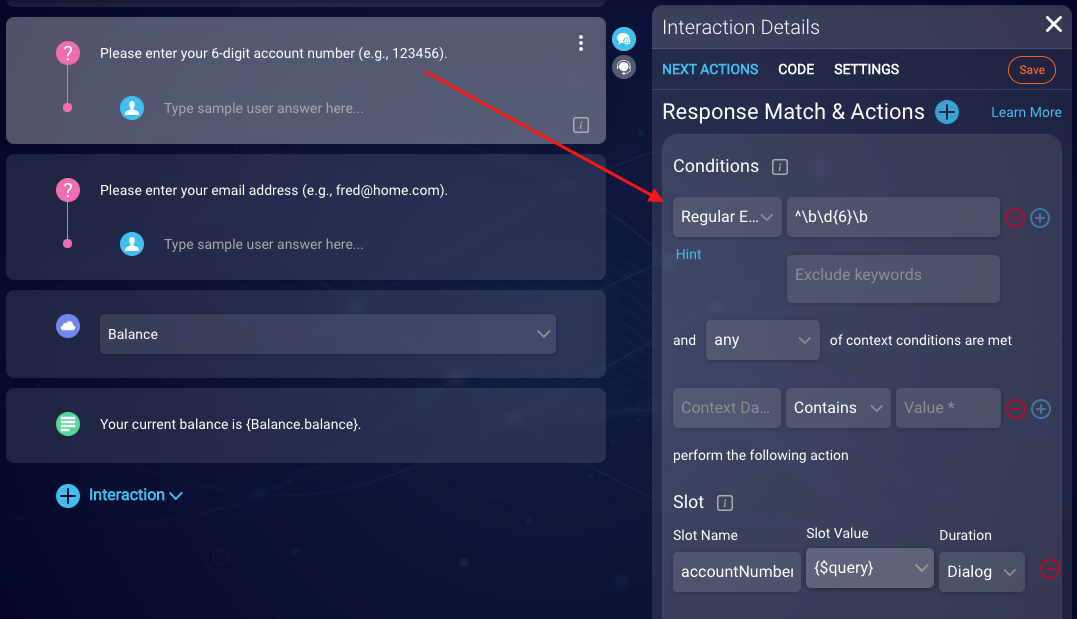 Please enter your 6-digit account number (e.g., 123456).
Type sample user answer here...
Please enter your email address (e.g., fred@home.com).
Type sample user answer here...
Balance
Your current balance is {Balance.balance}.
Interaction
Interaction Details
NEXT ACTIONS CODE SETTINGS Save
Response Match & Actions Learn More
Conditions
Regular E... ^\b\d{6}\b
Hint
Exclude keywords
and any of context conditions are met
Context Da... Contains Value *
perform the following action
Slot
Slot Name Slot Value Duration
accountNumber {$query} Dialog